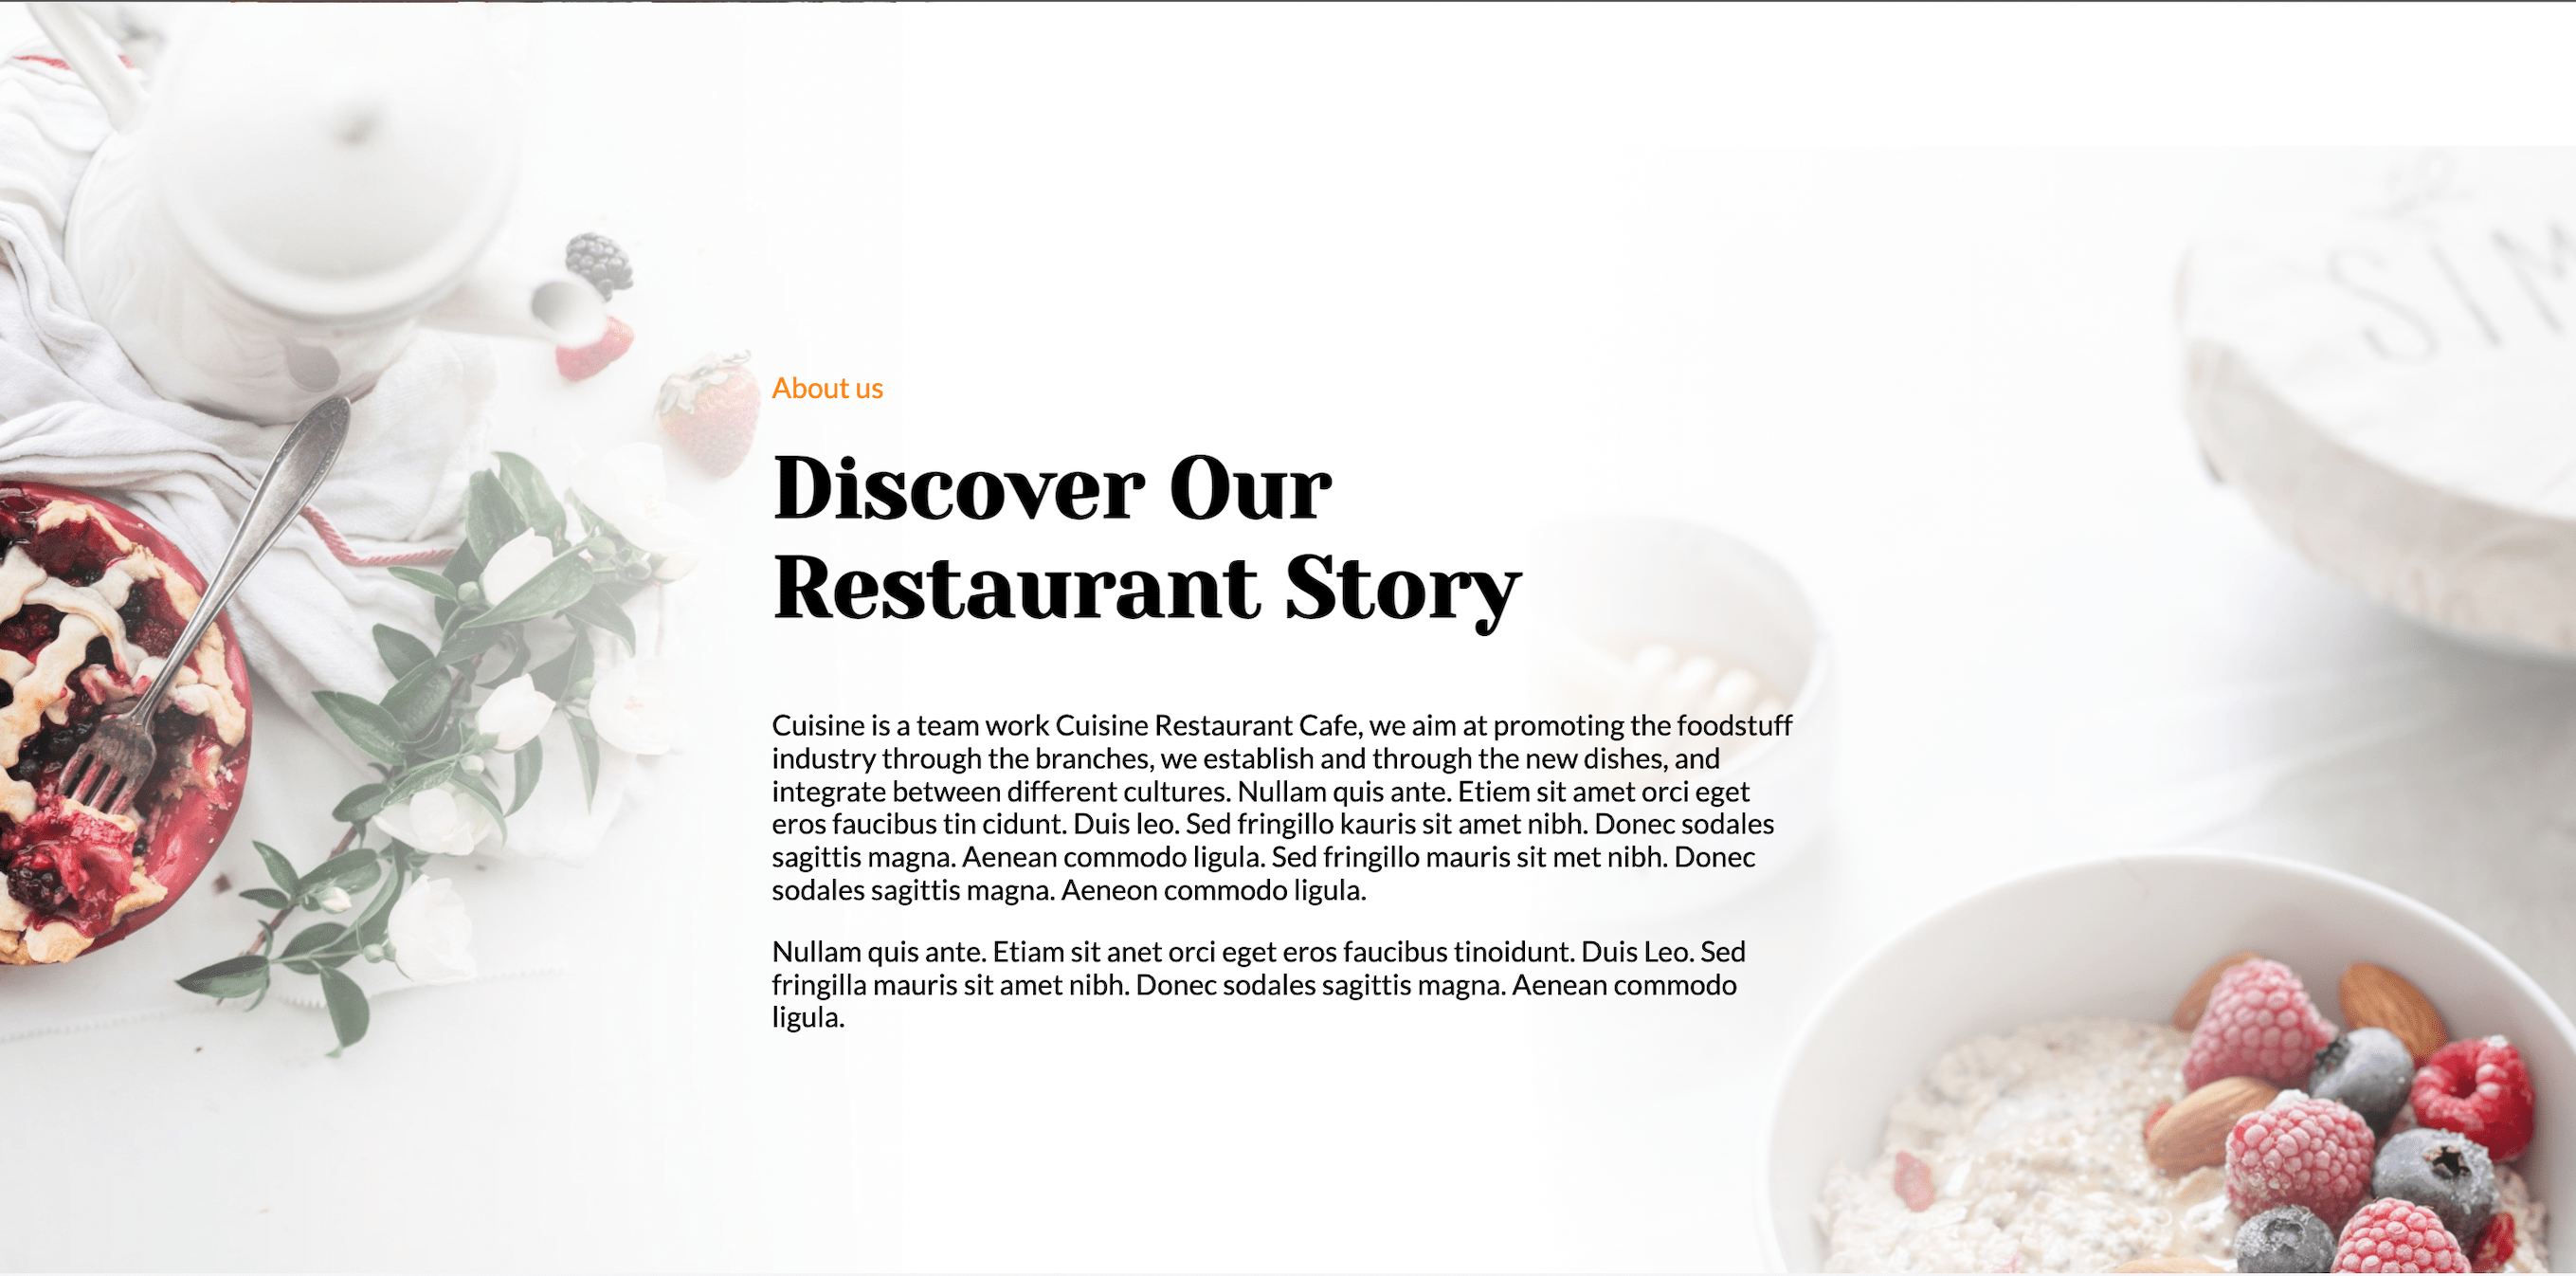 SIM
About us
Discover Our
Restaurant Story
Cuisine is a team work Cuisine Restaurant Cafe, we aim at promoting the foodstuff
industry through the branches, we establish and through the new dishes, and
integrate between different cultures. Nullam quis ante. Etiem sit amet orci eget
eros faucibus tin cidunt. Duis leo. Sed fringillo kauris sit amet nibh. Donec sodales
sagittis magna. Aenean commodo ligula. Sed fringillo mauris sit met nibh. Donec
sodales sagittis magna. Aeneon commodo ligula.
Nullam quis ante. Etiam sit anet orci eget eros faucibus tinoidunt. Duis Leo. Sed
fringilla mauris sit amet nibh. Donec sodales sagittis magna. Aenean commodo
ligula.